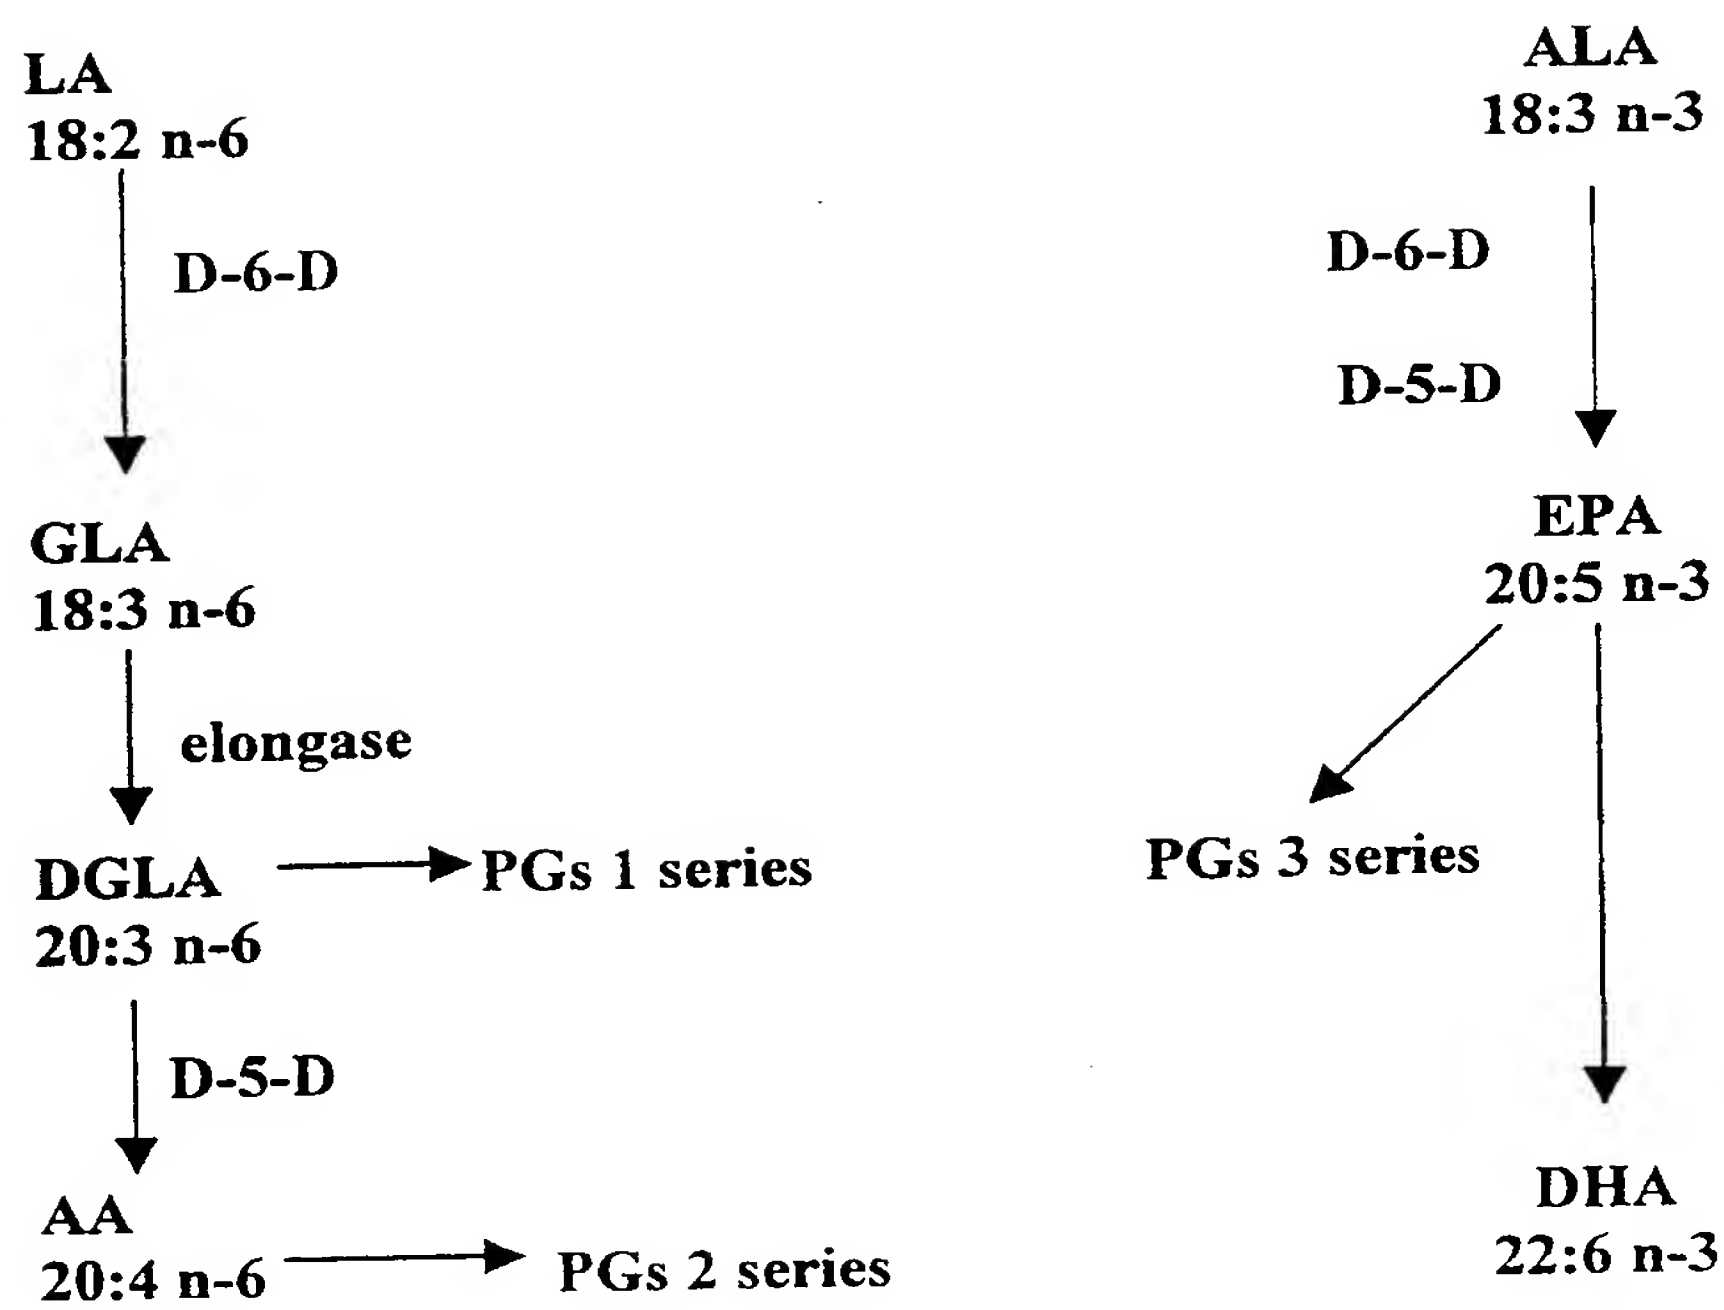 LA
18:2 n-6
D-6-D
GLA
18:3 n-6
elongase
DGLA
20:3 n-6
PGs 1 series
D-5-D
AA
20:4 n-6
PGs 2 series
ALA
18:3 n-3
D-6-D
D-5-D
EPA
20:5 n-3
PGs 3 series
DHA
22:6 n-3